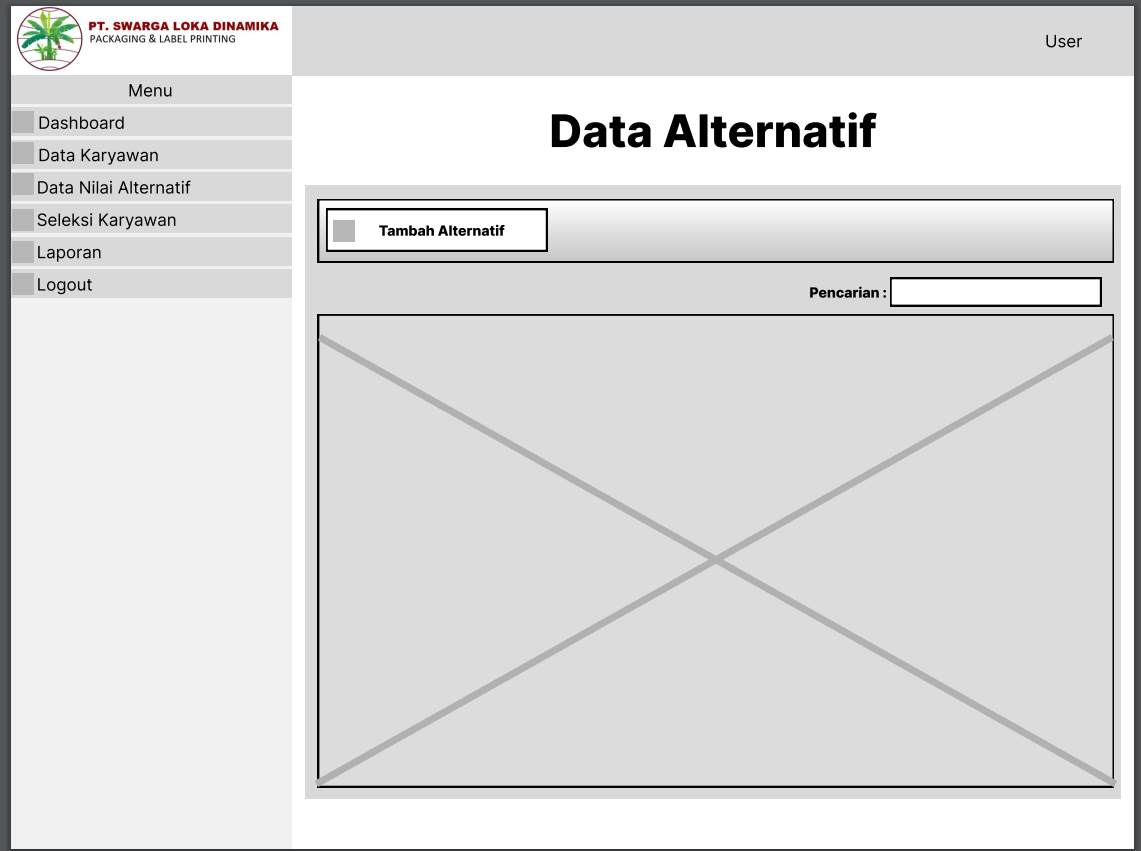 PT. SWARGA LOKA DINAMIKA
PACKAGING & LABEL PRINTING
User
Menu
Dashboard
Data Karyawan
Data Nilai Alternatif
Seleksi Karyawan
Laporan
Logout
Data Alternatif
Tambah Alternatif
Pencarian :